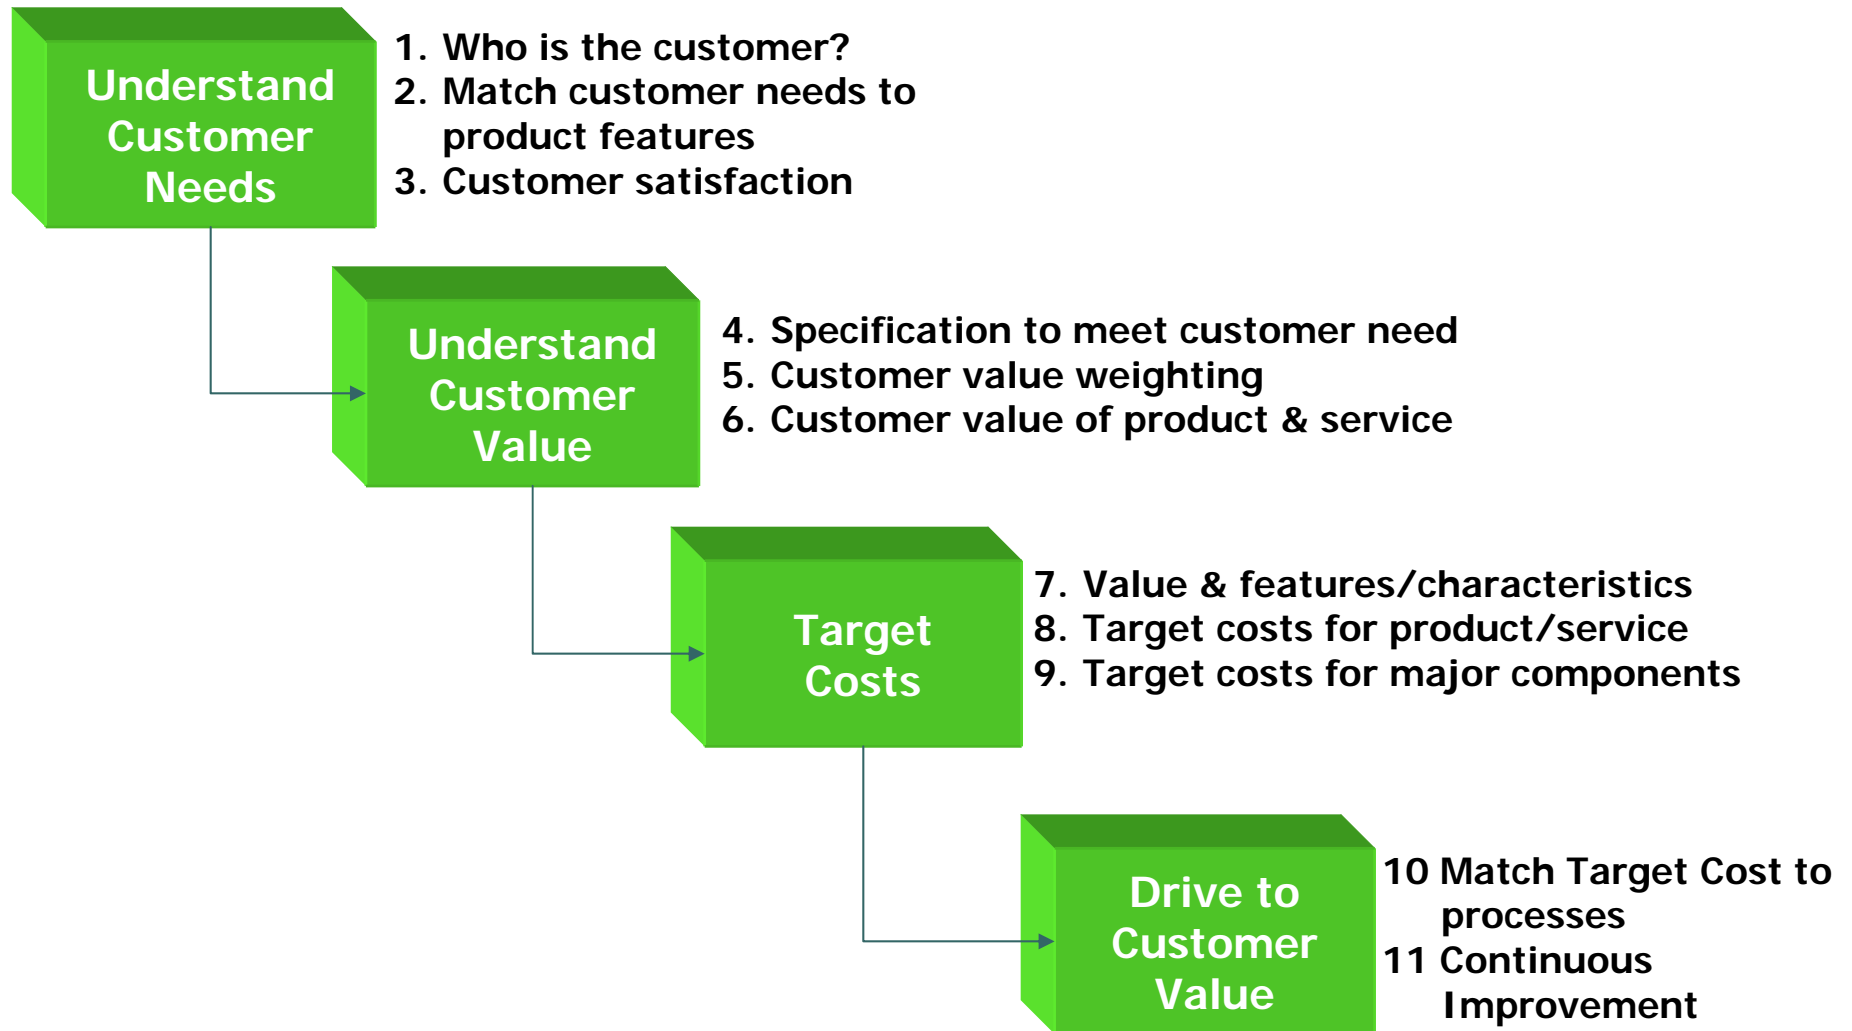 Understand
Customer
Needs
1. Who is the customer?
2. Match customer needs to
product features
3. Customer satisfaction
Understand
Customer
Value
4. Specification to meet customer need
5. Customer value weighting
6. Customer value of product & service
Target
Costs
7. Value & features/characteristics
8. Target costs for product/service
9. Target costs for major components
Drive to
Customer
Value
10 Match Target Cost to
processes
11 Continuous
Improvement